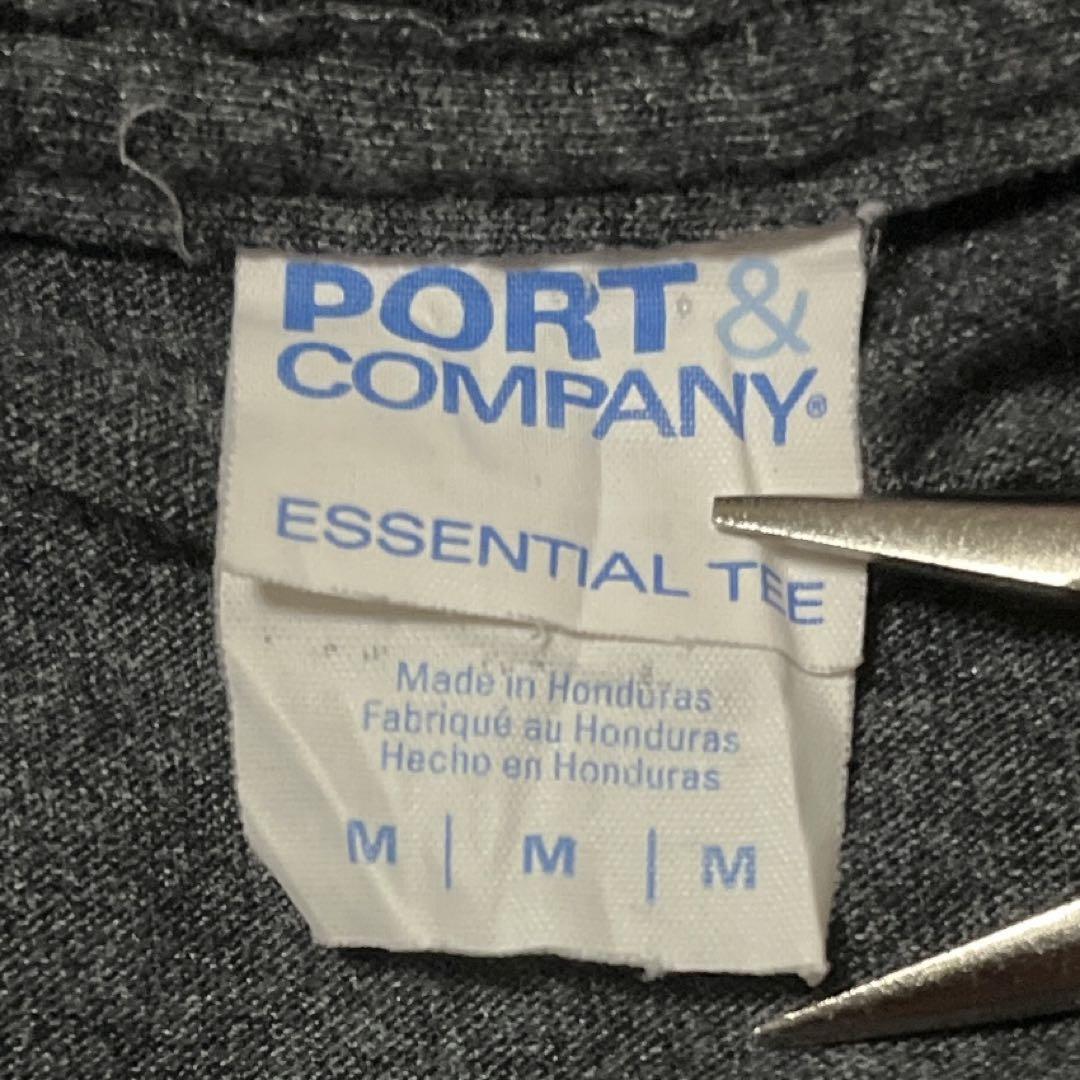 PORT &
COMPANY®
ESSENTIAL TEE
Made in Honduras
Fabriqué au Honduras
Hecho en Honduras
M | M | M